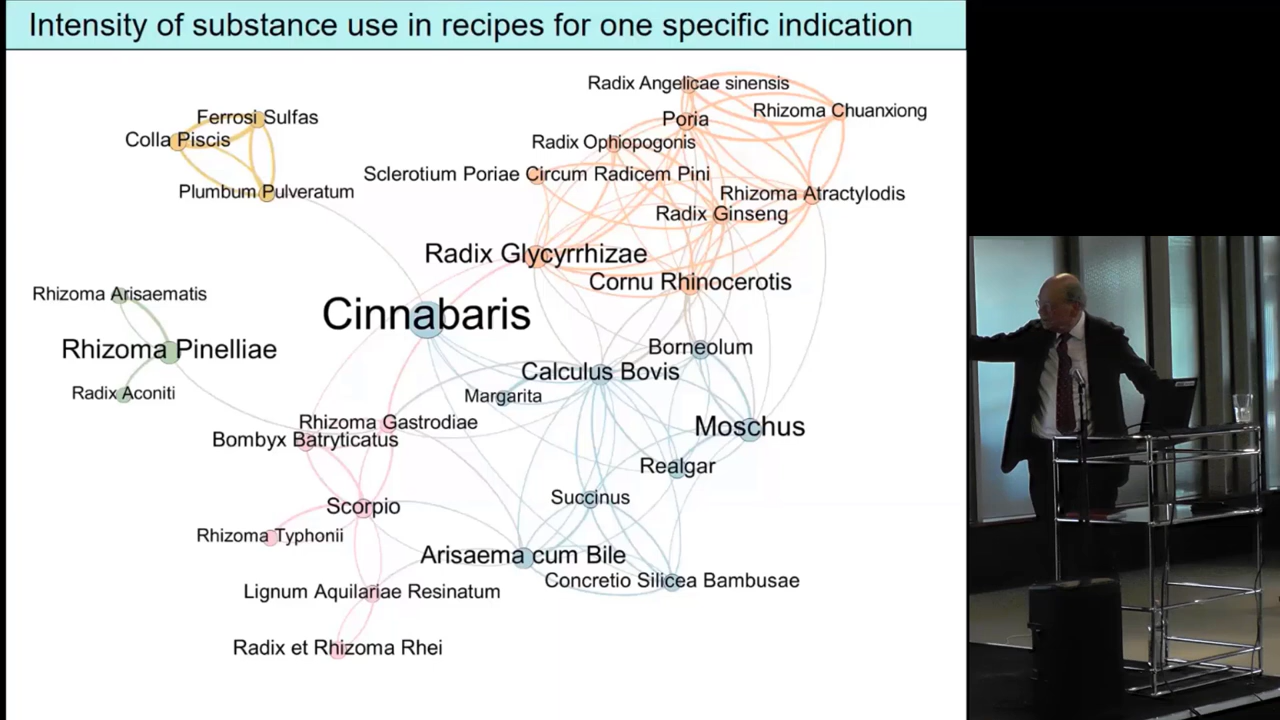 Intensity of substance use in recipes for one specific indication
Radix Angelicae sinensis
Rhizoma Chuanxiong
Ferrosi Sulfas
Poria
Colla Piscis
Radix Ophiopogonis
Sclerotium Poriae Circum Radicem Pini
Plumbum Pulveratum
Rhizoma Atractylodis
Radix Ginseng
Radix Glycyrrhizae
Cornu Rhinocerotis
Rhizoma Arisaematis
Cinnabaris
Rhizoma Pinelliae
Borneolum
Calculus Bovis
Radix Aconiti
Margarita
Rhizoma Gastrodiae
Moschus
Bombyx Batryticatus
Realgar
Succinus
Scorpio
Rhizoma Typhonii
Arisaema cum Bile
Concretio Silicea Bambusae
Lignum Aquilariae Resinatum
Radix et Rhizoma Rhei